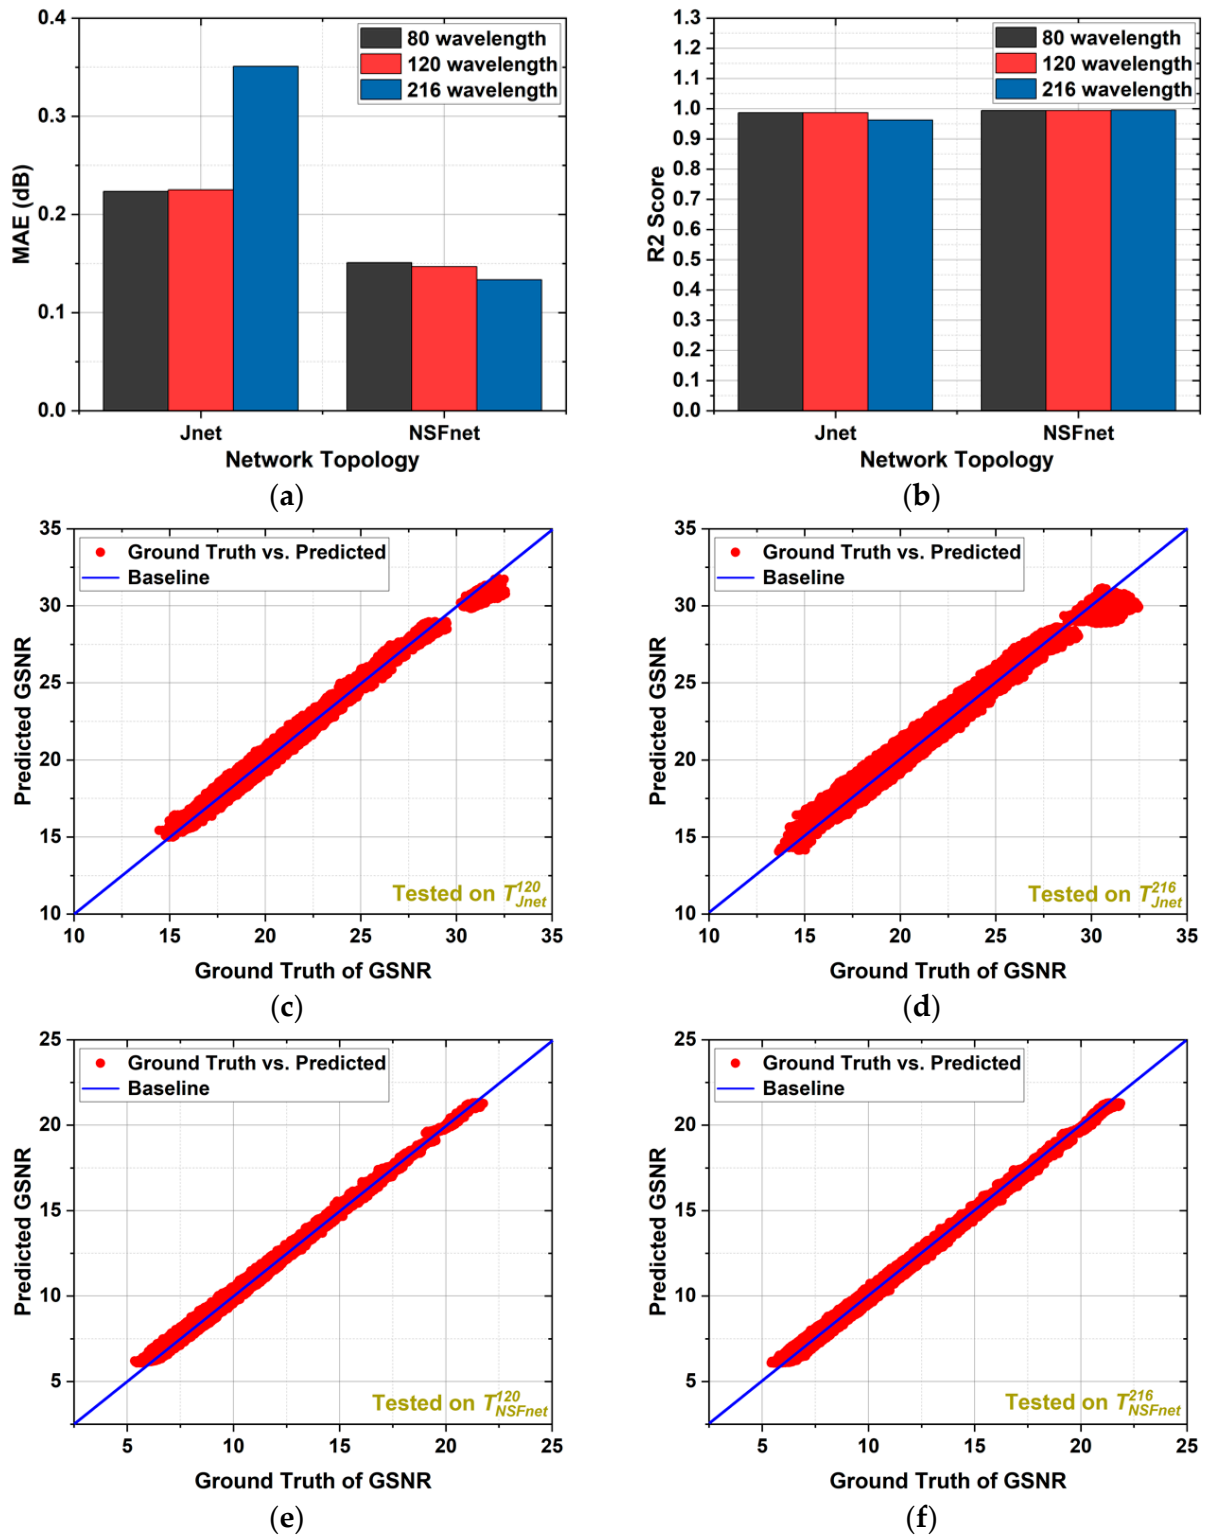 80 wavelength
120 wavelength
216 wavelength
0.4
0.3
0.2
0.1
0.0
MAE (dB)
Jnet
NSFnet
Network Topology
(a)
80 wavelength
120 wavelength
216 wavelength
1.3
1.2
1.1
1.0
0.9
0.8
0.7
0.6
0.5
0.4
0.3
0.2
0.1
0.0
R2 Score
Jnet
NSFnet
Network Topology
(b)
Ground Truth vs. Predicted
Baseline
35
30
25
20
15
10
Predicted GSNR
Tested on T^{120}_{Jnet}
10 15 20 25 30 35
Ground Truth of GSNR
(c)
Ground Truth vs. Predicted
Baseline
35
30
25
20
15
10
Predicted GSNR
Tested on T^{216}_{Jnet}
10 15 20 25 30 35
Ground Truth of GSNR
(d)
Ground Truth vs. Predicted
Baseline
25
20
15
10
5
Predicted GSNR
Tested on T^{120}_{NSFnet}
5 10 15 20 25
Ground Truth of GSNR
(e)
Ground Truth vs. Predicted
Baseline
25
20
15
10
5
Predicted GSNR
Tested on T^{216}_{NSFnet}
5 10 15 20 25
Ground Truth of GSNR
(f)